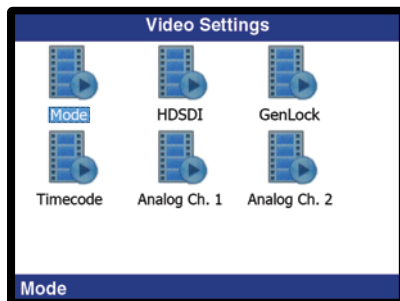 Video Settings
Mode HDSDI GenLock
Timecode Analog Ch. 1 Analog Ch. 2
Mode